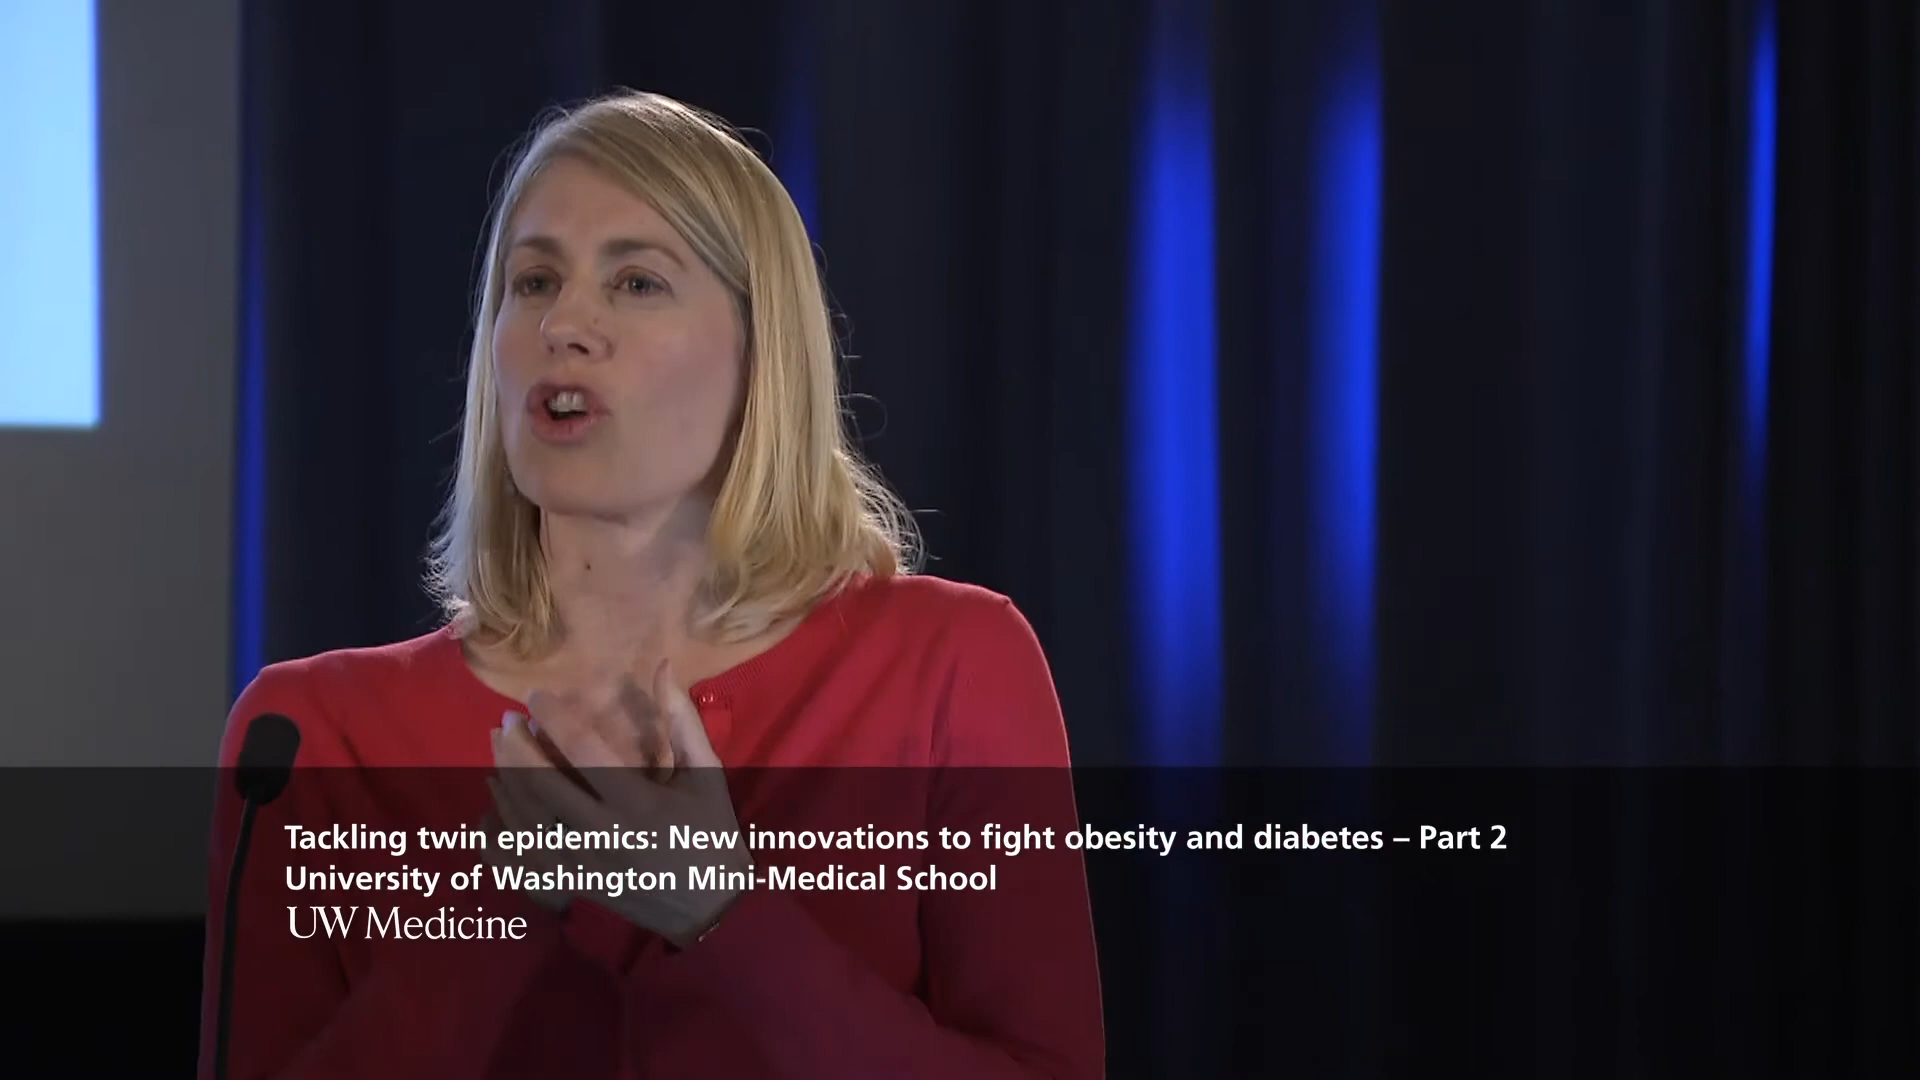 Tackling twin epidemics: New innovations to fight obesity and diabetes – Part 2
University of Washington Mini-Medical School
UW Medicine